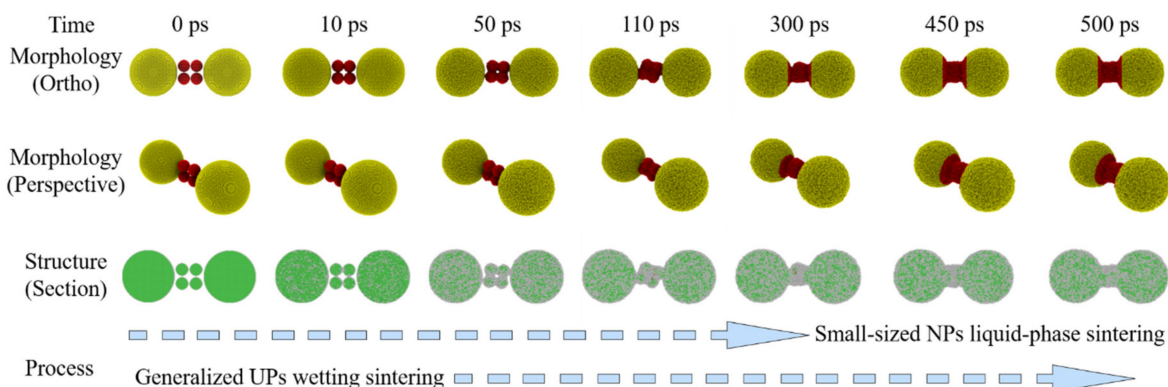 Time 0 ps 10 ps 50 ps 110 ps 300 ps 450 ps 500 ps
Morphology
(Ortho)
Morphology
(Perspective)
Structure
(Section)
Small-sized NPs liquid-phase sintering
Process
Generalized UPs wetting sintering